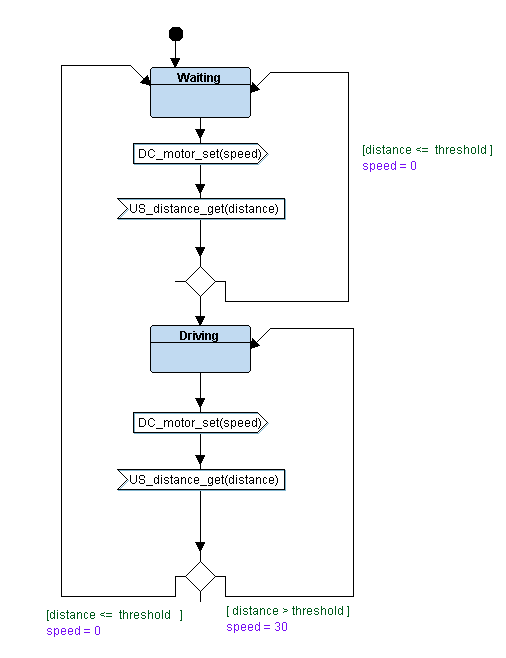 Waiting
DC_motor_set(speed)
[distance <= threshold ]
speed = 0
US_distance_get(distance)
Driving
DC_motor_set(speed)
US_distance_get(distance)
[distance <= threshold ]
speed = 0
[ distance > threshold ]
speed = 30